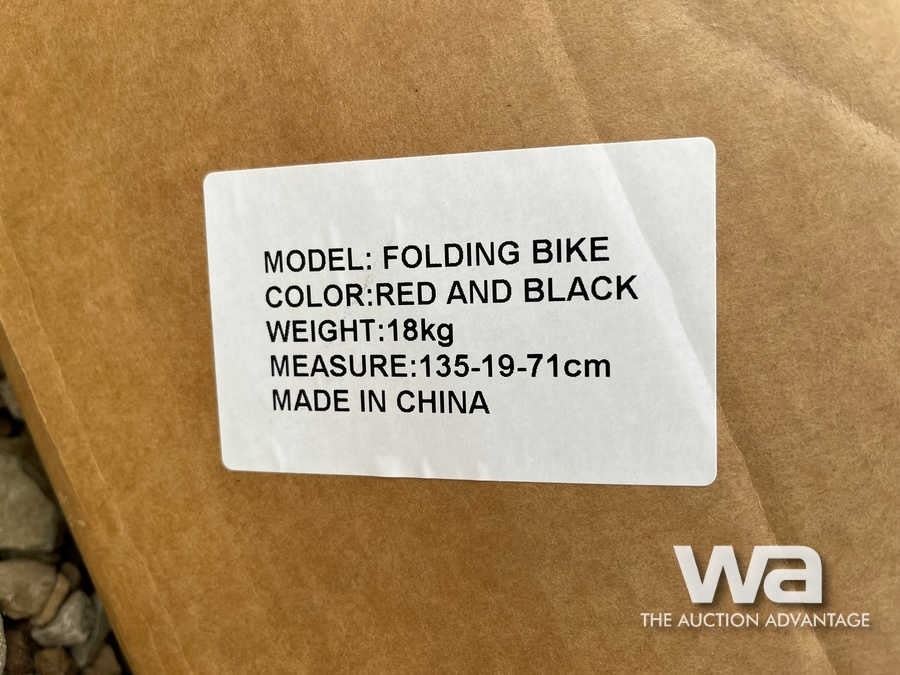 MODEL: FOLDING BIKE
COLOR:RED AND BLACK
WEIGHT:18kg
MEASURE:135-19-71cm
MADE IN CHINA
wa
THE AUCTION ADVANTAGE